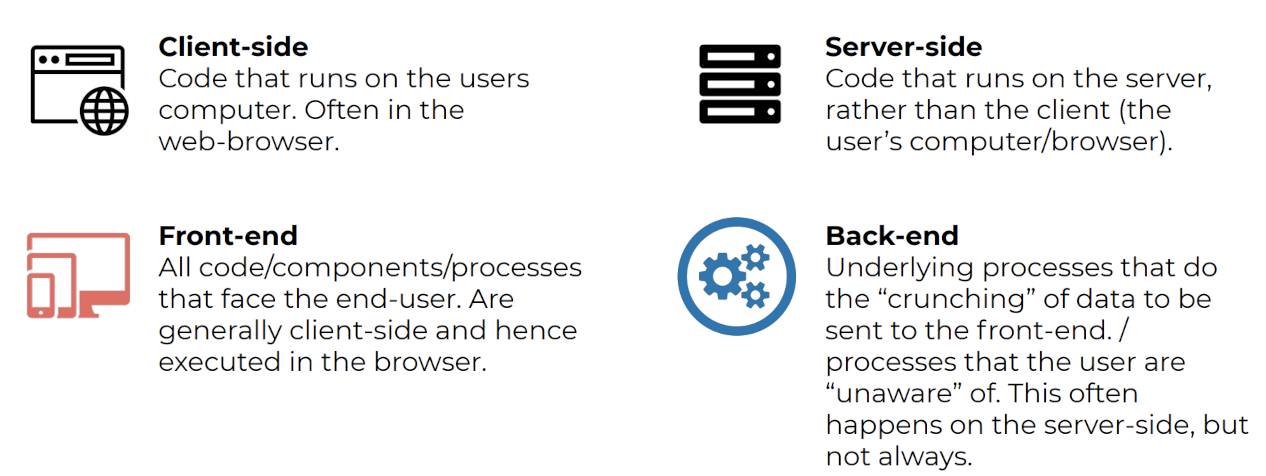 Client-side
Code that runs on the users
computer. Often in the
web-browser.
Server-side
Code that runs on the server,
rather than the client (the
user’s computer/browser).
Front-end
All code/components/processes
that face the end-user. Are
generally client-side and hence
executed in the browser.
Back-end
Underlying processes that do
the “crunching” of data to be
sent to the front-end. /
processes that the user are
“unaware” of. This often
happens on the server-side, but
not always.